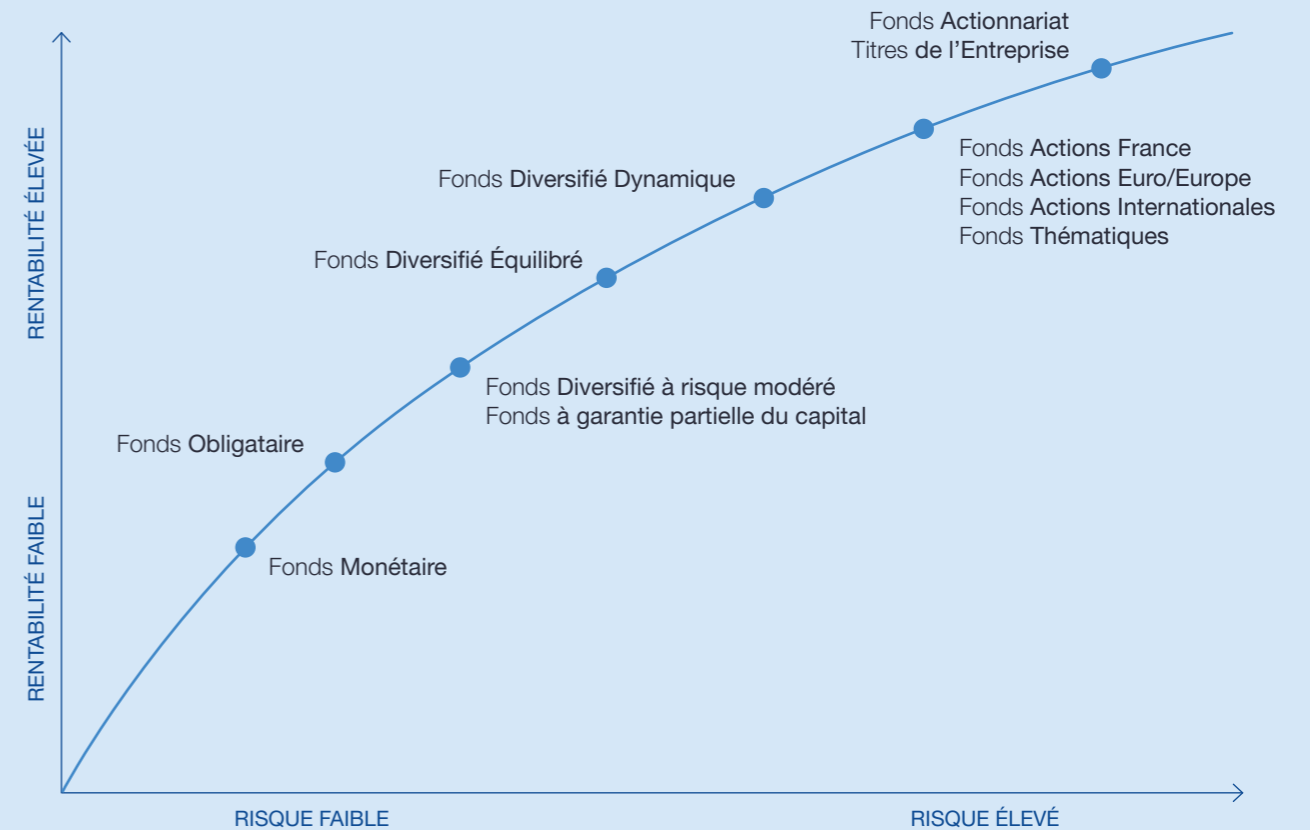 Fonds Actionnariat
Titres de l’Entreprise
RENTABILITÉ ÉLEVÉE
Fonds Actions France
Fonds Actions Euro/Europe
Fonds Actions Internationales
Fonds Thématiques
Fonds Diversifié Dynamique
Fonds Diversifié Équilibré
Fonds Diversifié à risque modéré
Fonds à garantie partielle du capital
Fonds Obligataire
RENTABILITÉ FAIBLE
Fonds Monétaire
RISQUE FAIBLE
RISQUE ÉLEVÉ